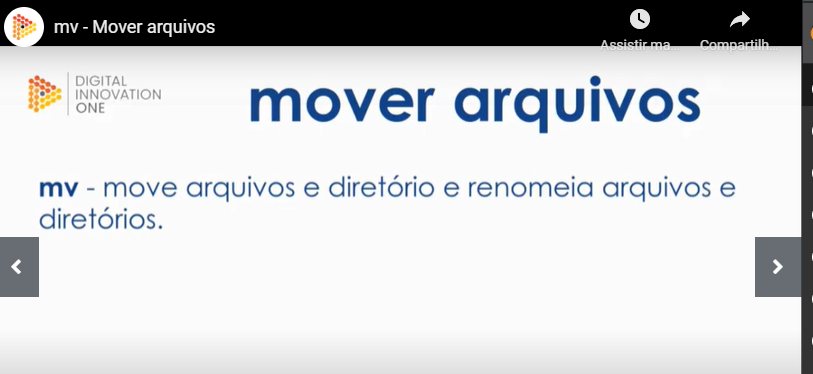 mv - Mover arquivos
Assistir ma...
Compartilh...
DIGITAL
INNOVATION
ONE
mover arquivos
mv - move arquivos e diretório e renomeia arquivos e
diretórios.